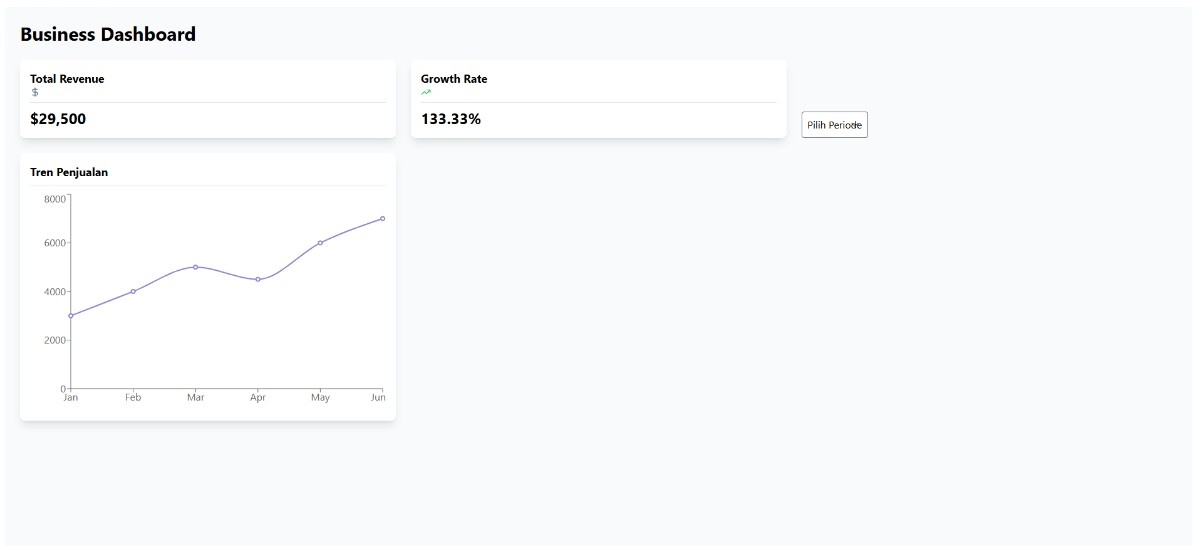 Business Dashboard
Total Revenue
$
$29,500
Growth Rate
133.33%
Pilih Periode
Tren Penjualan
8000
6000
4000
2000
0
Jan Feb Mar Apr May Jun